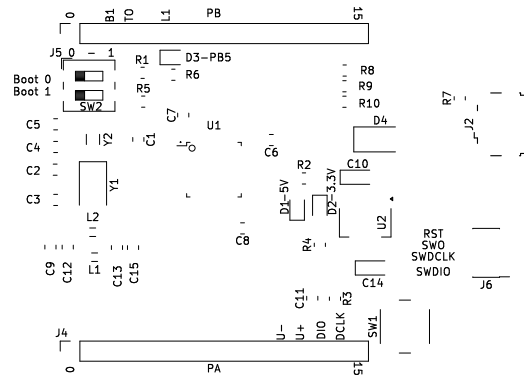 0 B1 TO L1 PB 15
J5 0 - 1
D3-PB5
R1
R6
R8
Boot 0
Boot 1
R5
R9
R7
SW2
R10
C7
U1
D4
J2
C5
C4
Y2
C1
C6
C2
R2
C10
Y1
D1-5V
D2-3.3V
C3
L2
U2
C8
R4
RST
SWO
SWDCLK
SWDIO
C9
C12
L1
C13
C15
C14
J6
C11
R3
SW1
J4
U-
U+
DIO
DCLK
0 PA 15